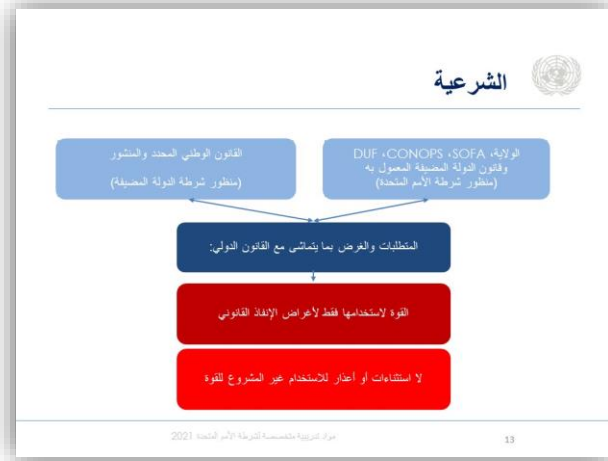 الشرعية
الولاية، DUF ،CONOPS ،SOFA
وقانون الدولة المضيفة المعمول به
(منظور شرطة الأمم المتحدة)
القانون الوطني المحدد والمنشور
(منظور شرطة الدولة المضيفة)
المتطلبات والغرض بما يتماشى مع القانون الدولي:
القوة لاستخدامها فقط لأغراض الإنفاذ القانوني
لا استثناءات أو أعذار للاستخدام غير المشروع للقوة
مواد تدريبية متخصصة لشرطة الأمم المتحدة 2021
13